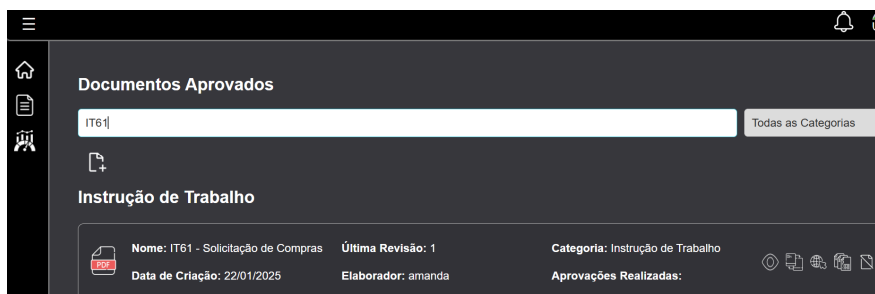 Documentos Aprovados
IT61
Todas as Categorias
Instrução de Trabalho
Nome: IT61 - Solicitação de Compras Última Revisão: 1 Categoria: Instrução de Trabalho
PDF
Data de Criação: 22/01/2025 Elaborador: amanda Aprovações Realizadas: